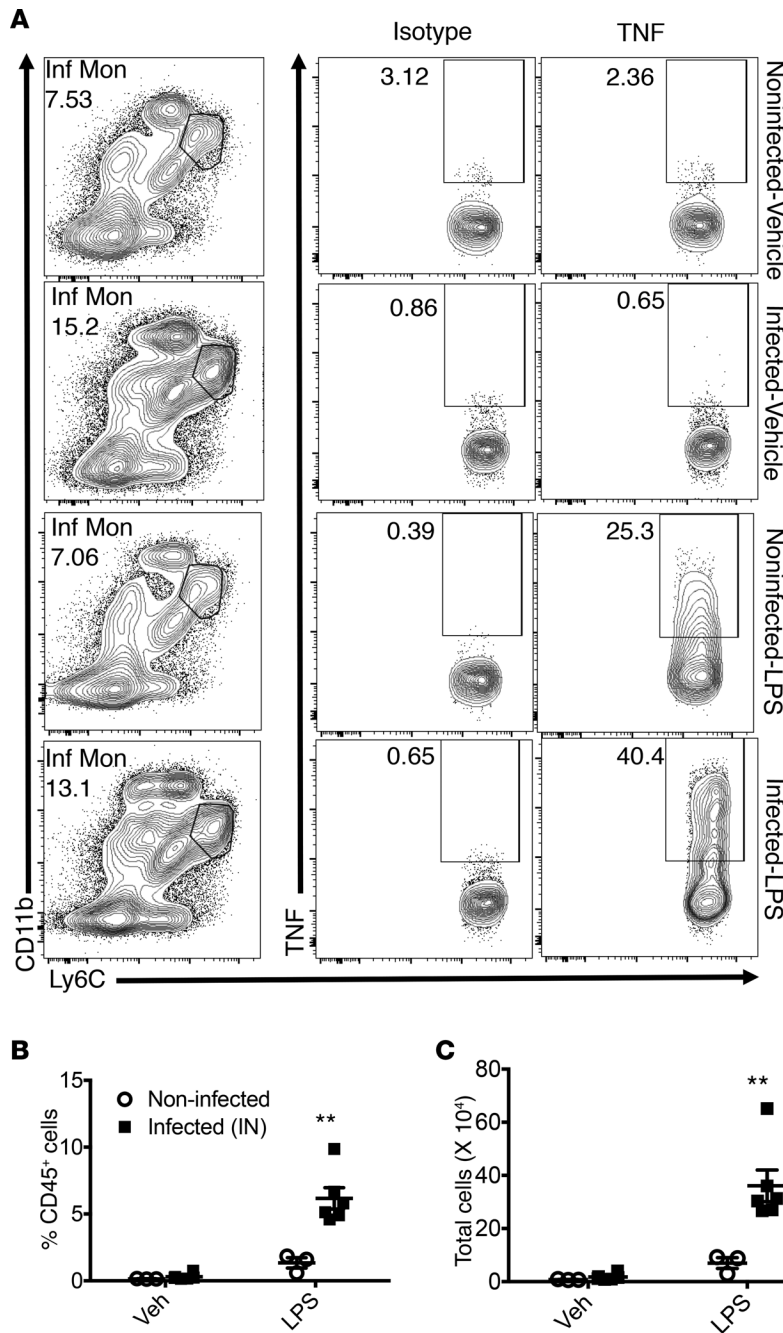 A
Isotype TNF
Inf Mon
7.53
3.12
2.36
Noninfected-Vehicle
Inf Mon
15.2
0.86
0.65
Infected-Vehicle
Inf Mon
7.06
0.39
25.3
Noninfected-LPS
Inf Mon
13.1
0.65
40.4
Infected-LPS
CD11b
TNF
Ly6C
B
% CD45+ cells
15
10
5
0
Non-infected
Infected (IN)
**
Veh LPS
C
Total cells (X 10⁴)
80
60
40
20
0
**
Veh LPS